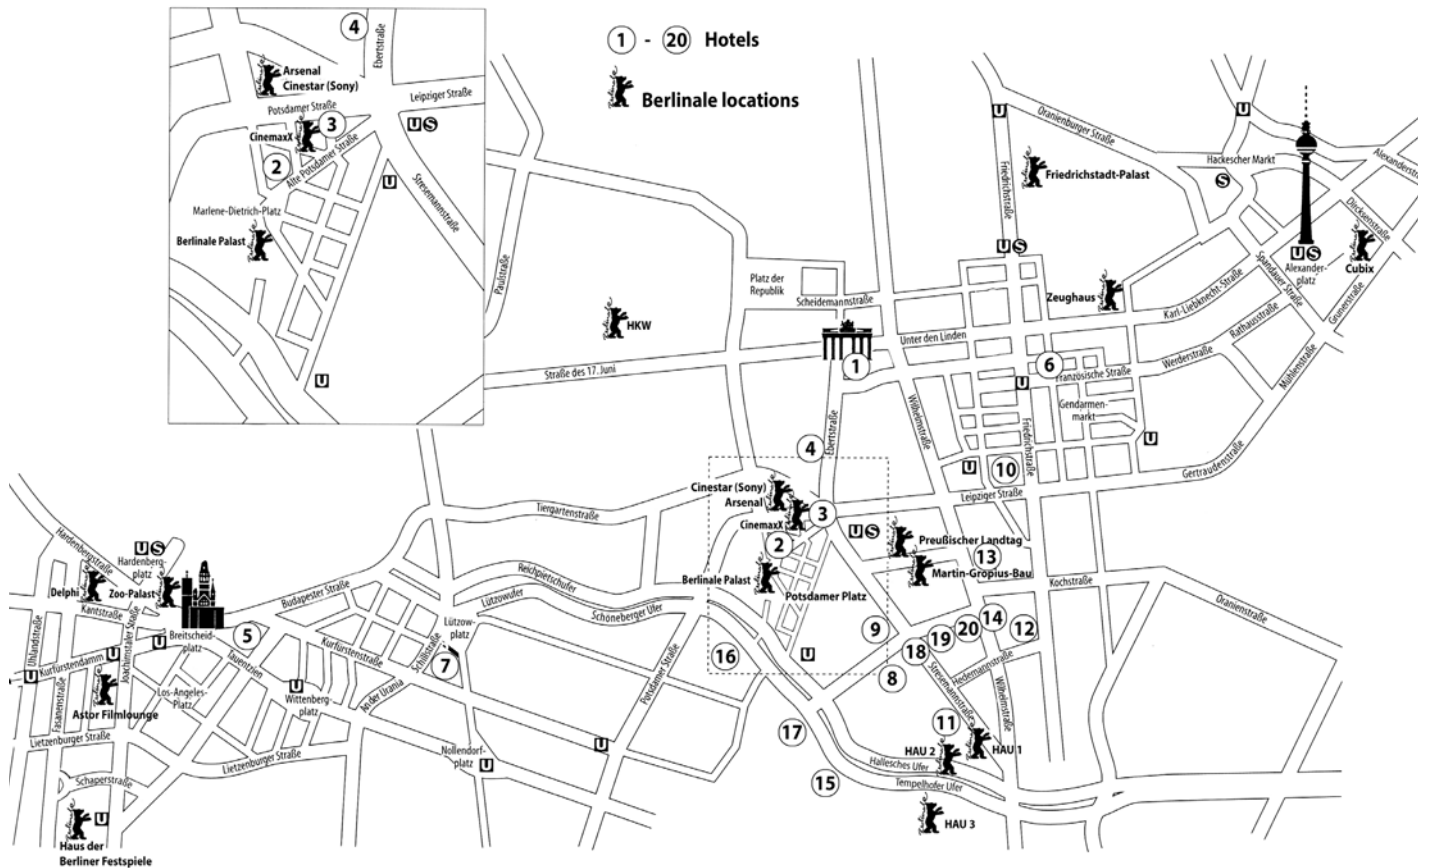 1 - 20 Hotels
Berlinale locations
4
Ebertstraße
Arsenal
Cinestar (Sony)
Potsdamer Straße
Leipziger Straße
CinemaxX
3
U S
2
Alte Potsdamer Straße
U
Stresemannstraße
Marlene-Dietrich-Platz
Berlinale Palast
U
Paulstraße
HKW
Straße des 17. Juni
Platz der
Republik
Scheidemannstraße
1
Unter den Linden
Ebertstraße
4
Wilhelmstraße
U
Oranienburger Straße
Friedrichstraße
Friedrichstadt-Palast
U S
Zeughaus
U
Hackescher Markt
S
Alexanderstr
Dircksenstraße
U S
Alexander-
platz
Cubix
Spandauer Straße
Grunerstraße
Karl-Liebknecht-Straße
Rathausstraße
Werderstraße
Mühlenstraße
6
Französische Straße
U
Gendarmen-
markt
Friedrichstraße
U
U
10
Leipziger Straße
Gertraudenstraße
Cinestar (Sony)
Arsenal
CinemaxX
3
2
U S
Berlinale Palast
Potsdamer Platz
Preußischer Landtag
13
Martin-Gropius-Bau
Kochstraße
Oranienstraße
9
14
12
20
19
18
8
16
U
Hedemannstraße
Stresemannstraße
Wilhelmstraße
11
HAU 1
HAU 2
Hallesches Ufer
Tempelhofer Ufer
HAU 3
17
15
Tiergartenstraße
Reichpietschufer
Lützowufer
Schöneberger Ufer
Potsdamer Straße
U
Hardenbergstraße
U S
Hardenberg-
platz
Delphi
Zoo-Palast
Kantstraße
Budapester Straße
Breitscheid-
platz
5
U
Uhlandstraße
Kurfürstendamm
U
U
Joachimstaler Straße
Fasanenstraße
Tauentzien
Kurfürstenstraße
Schillstraße
Lützow-
platz
7
An der Urania
U
Wittenberg-
platz
Los-Angeles-
Platz
Astor Filmlounge
Lietzenburger Straße
Lietzenburger Straße
Nollendorf-
platz
U
Schaperstraße
U
Haus der
Berliner Festspiele